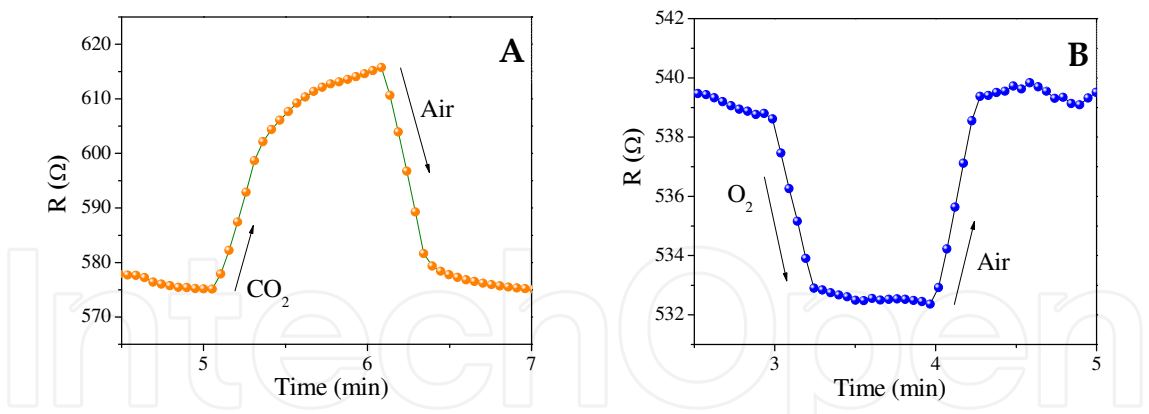 A
620
610
600
590
580
570
R (Ω)
CO₂
Air
5
6
7
Time (min)
B
542
540
538
536
534
532
R (Ω)
O₂
Air
3
4
5
Time (min)
IntechOpen